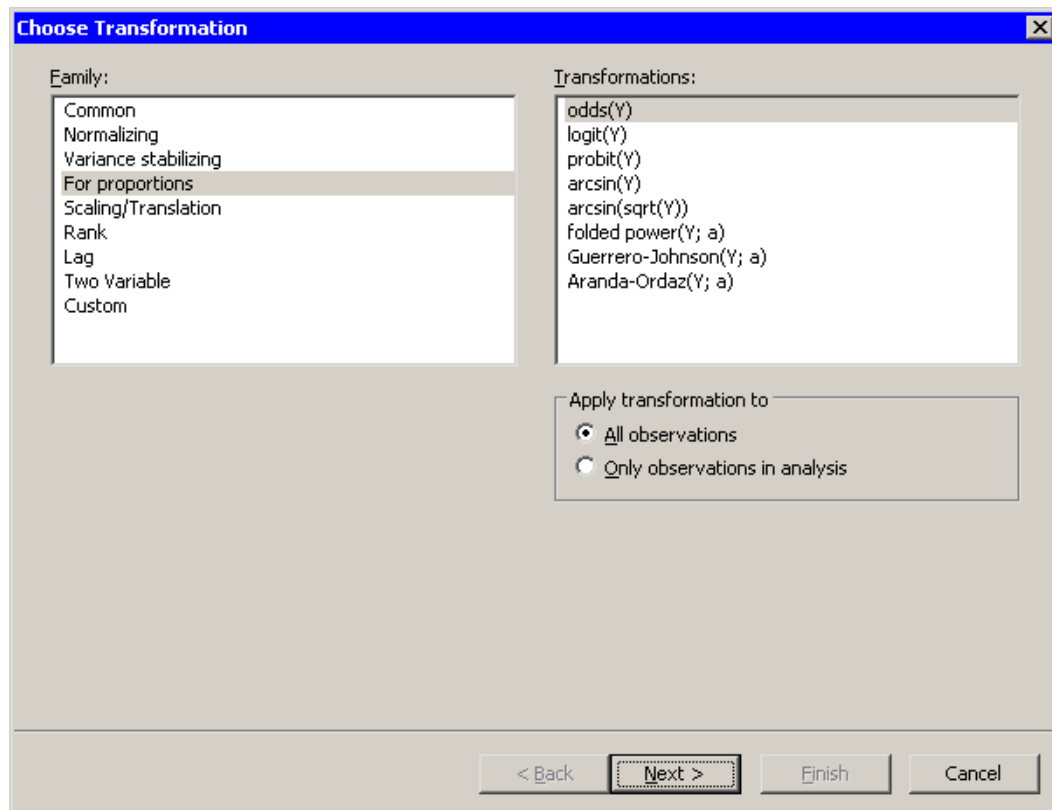 Choose Transformation
Family:
Common
Normalizing
Variance stabilizing
For proportions
Scaling/Translation
Rank
Lag
Two Variable
Custom
Transformations:
odds(Y)
logit(Y)
probit(Y)
arcsin(Y)
arcsin(sqrt(Y))
folded power(Y; a)
Guerrero-Johnson(Y; a)
Aranda-Ordaz(Y; a)
Apply transformation to
All observations
Only observations in analysis
< Back Next > Finish Cancel